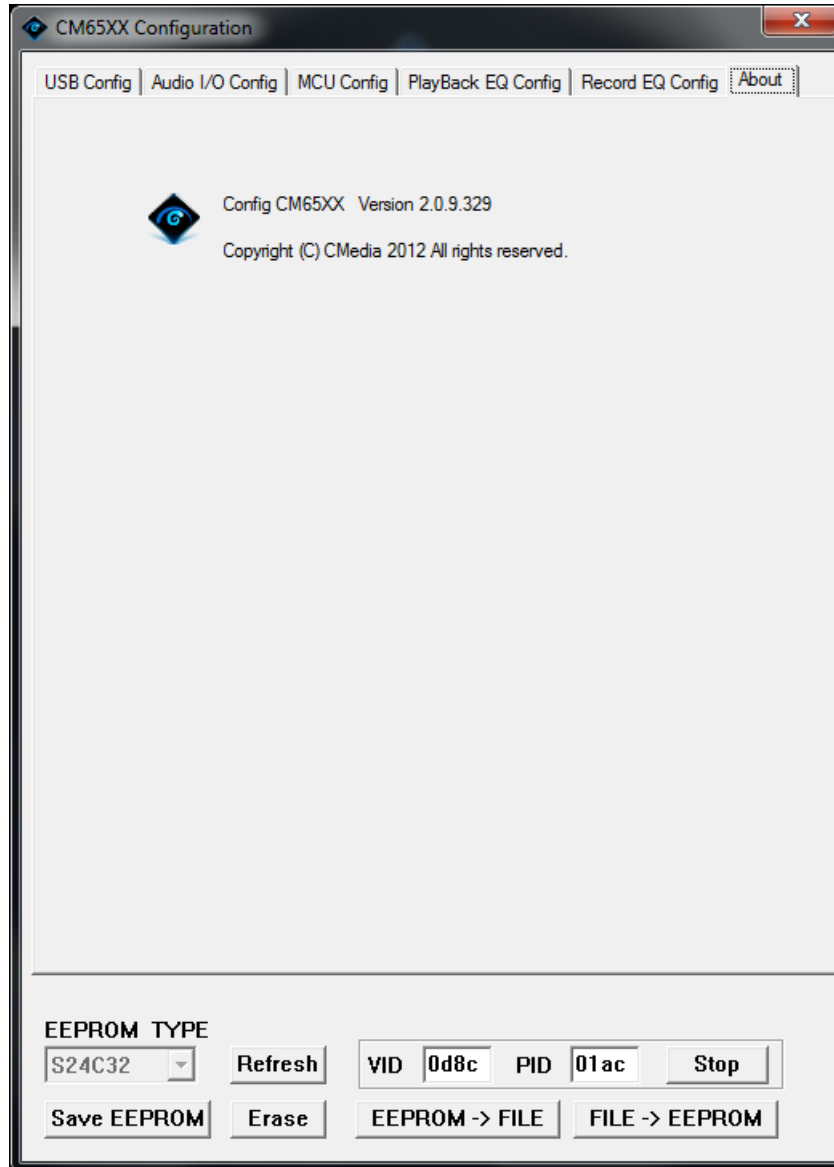 CM65XX Configuration
x
USB Config Audio I/O Config MCU Config PlayBack EQ Config Record EQ Config About
Config CM65XX Version 2.0.9.329
Copyright (C) CMedia 2012 All rights reserved.
EEPROM TYPE
S24C32 Refresh VID 0d8c PID 01ac Stop
Save EEPROM Erase EEPROM -> FILE FILE -> EEPROM